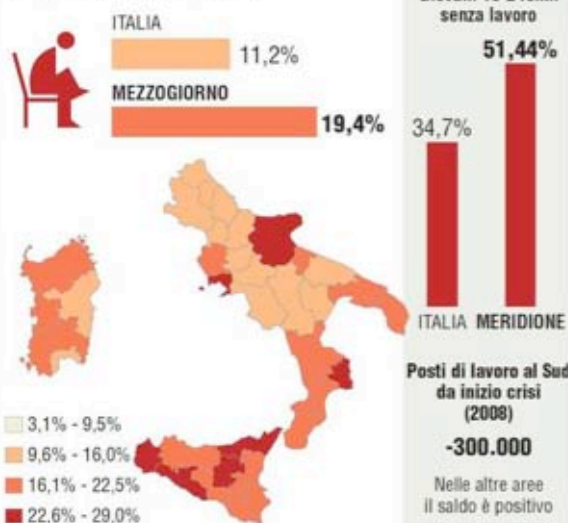 ITALIA
11,2%
MEZZOGIORNO
19,4%
3,1% - 9,5%
9,6% - 16,0%
16,1% - 22,5%
22,6% - 29,0%
senza lavoro
51,44%
34,7%
ITALIA MERIDIONE
Posti di lavoro al Sud
da inizio crisi
(2008)
-300.000
Nelle altre aree
il saldo è positivo